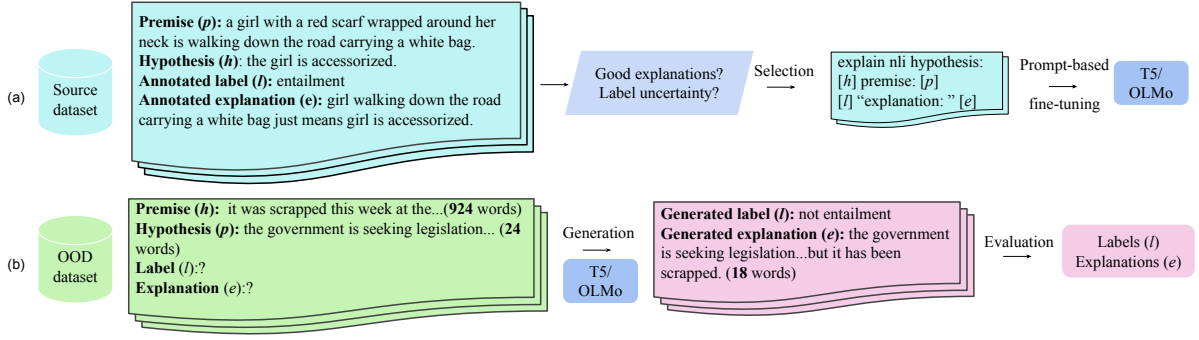 (a)
Source
dataset
Premise (p): a girl with a red scarf wrapped around her
neck is walking down the road carrying a white bag.
Hypothesis (h): the girl is accessorized.
Annotated label (l): entailment
Annotated explanation (e): girl walking down the road
carrying a white bag just means girl is accessorized.
Good explanations?
Label uncertainty?
Selection
explain nli hypothesis:
[h] premise: [p]
[l] “explanation: ” [e]
Prompt-based
fine-tuning
T5/
OLMo
(b)
OOD
dataset
Premise (h): it was scrapped this week at the...(924 words)
Hypothesis (p): the government is seeking legislation... (24
words)
Label (l):?
Explanation (e):?
Generation
T5/
OLMo
Generated label (l): not entailment
Generated explanation (e): the government
is seeking legislation...but it has been
scrapped. (18 words)
Evaluation
Labels (l)
Explanations (e)